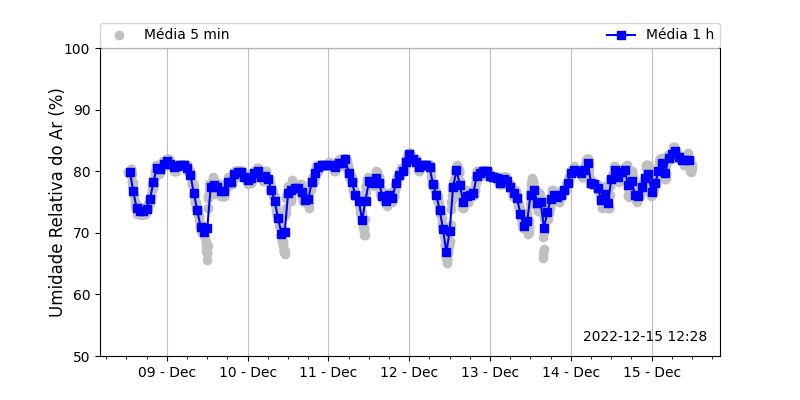 Média 5 min
Média 1 h
Umidade Relativa do Ar (%)
100
90
80
70
60
50
2022-12-15 12:28
09 - Dec
10 - Dec
11 - Dec
12 - Dec
13 - Dec
14 - Dec
15 - Dec